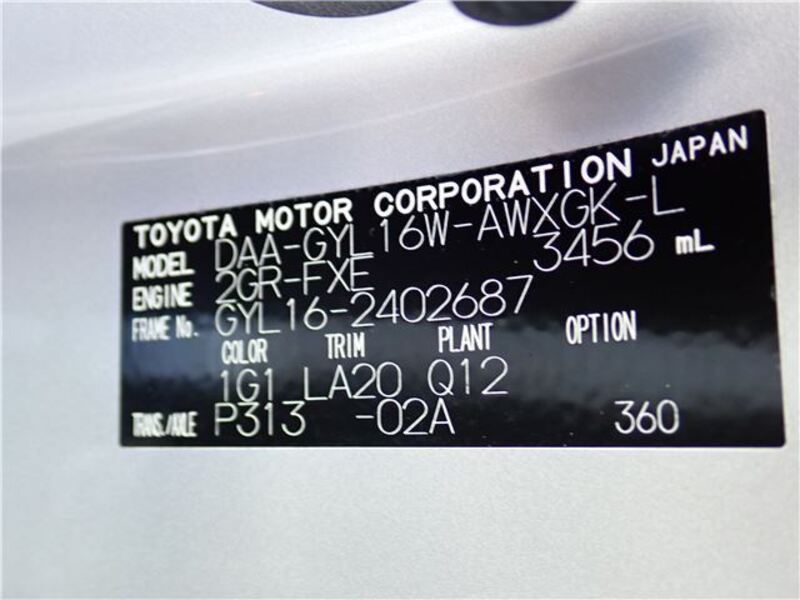 TOYOTA MOTOR CORPORATION JAPAN
MODEL DAA-GYL16W-AWXGK-L
ENGINE 2GR-FXE 3456 mL
FRAME No. GYL16-2402687
COLOR TRIM PLANT OPTION
1G1 LA20 Q12
TRANS./AXLE P313 -02A 360